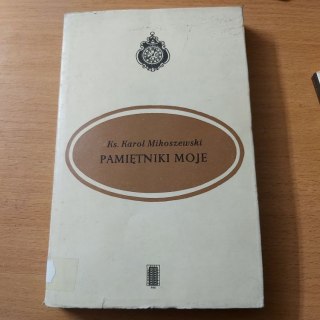 Ks. Karol Mikoszewski
PAMIĘTNIKI MOJE